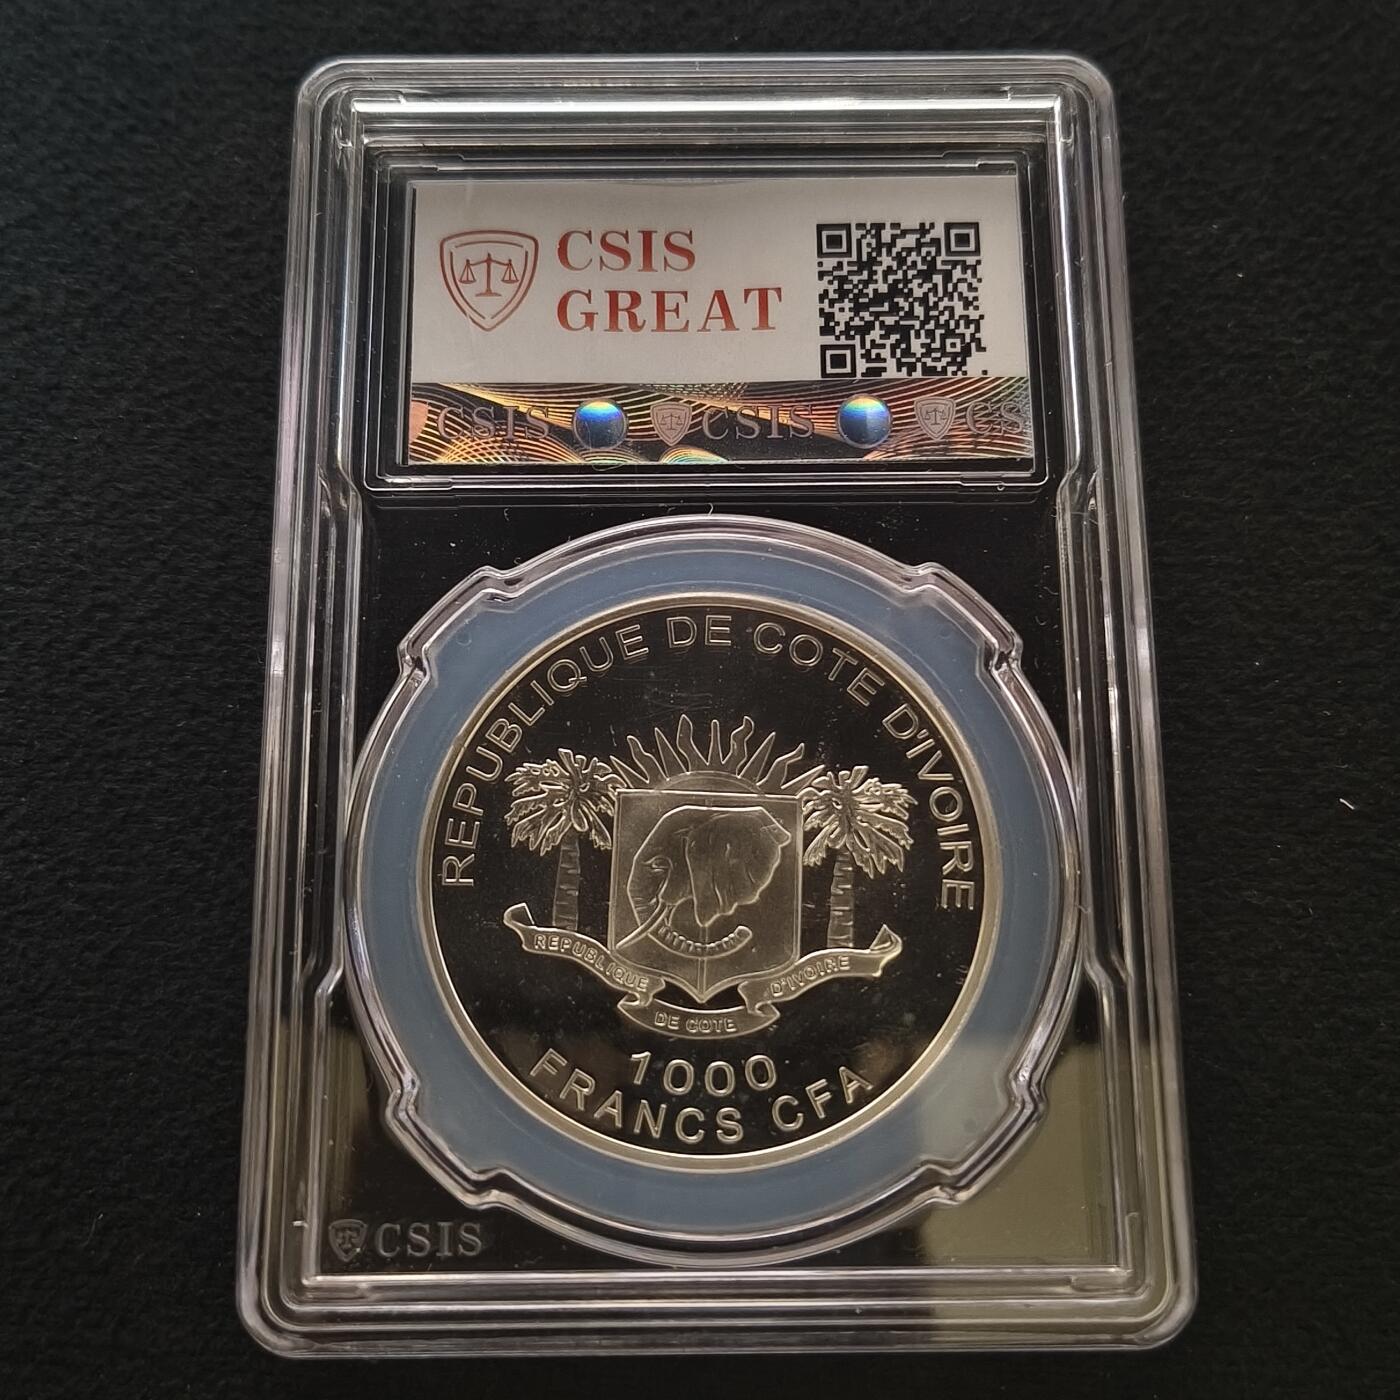 CSIS
GREAT
CSIS CSIS CS
REPUBLIQUE DE COTE D'IVOIRE
REPUBLIQUE DE COTE D'IVOIRE
1000
FRANCS CFA
CSIS